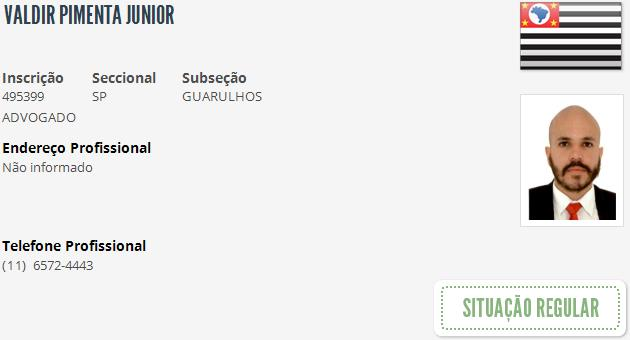 VALDIR PIMENTA JUNIOR
Inscrição Seccional Subseção
495399 SP GUARULHOS
ADVOGADO
Endereço Profissional
Não informado
Telefone Profissional
(11) 6572-4443
SITUAÇÃO REGULAR